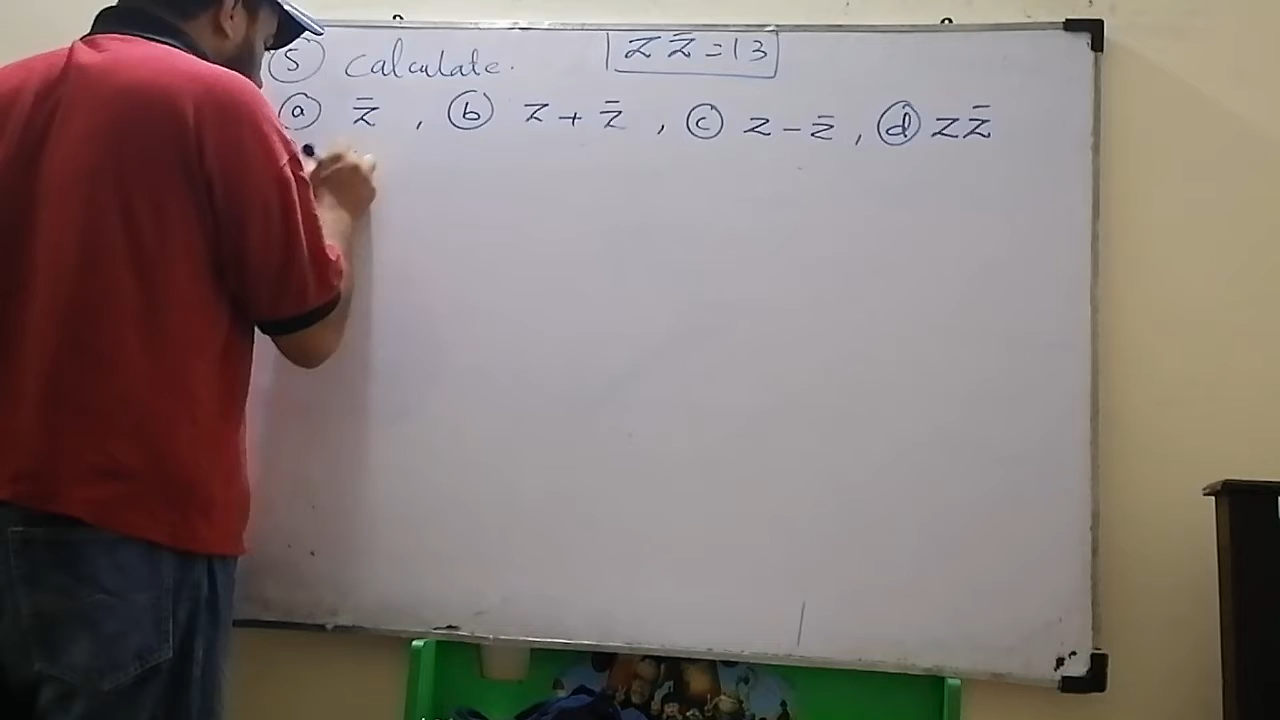 5 Calculate. z z̄ = 13
a z̄ , b z + z̄ , c z - z̄ , d z z̄